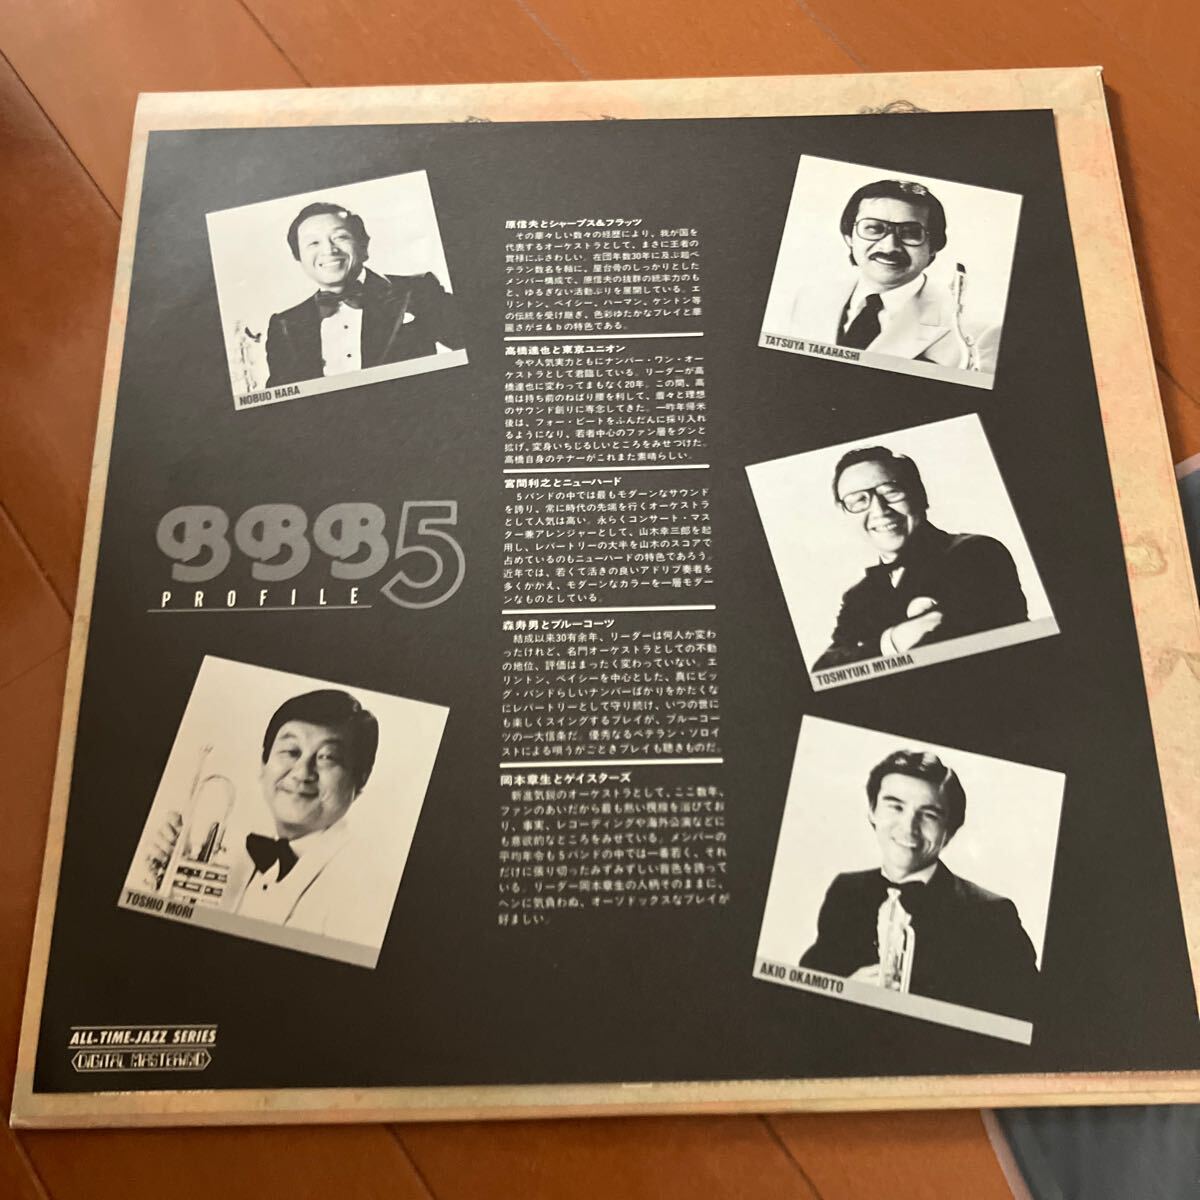 NOBUO HARA
BBB5
PROFILE
TOSHIO MORI
ALL-TIME-JAZZ SERIES
DIGITAL MASTERING
原信夫とシャープス&フラッツ
その華々しい数々の経歴により、我が国を
代表するオーケストラとして、まさに王者の
貫禄にふさわしい。在団年数30年に及ぶ超ベ
テラン数名を軸に、屋台骨のしっかりとした
メンバー構成で、原信夫の抜群の統率力のも
と、ゆるぎない活動ぶりを展開している。エ
リントン、ベイシー、ハーマン、ケントン等
の伝統を受け継ぎ、色彩ゆたかなプレイと華
麗さが#&bの特色である。
高橋達也と東京ユニオン
今や人気実力ともにナンバー・ワン・オー
ケストラとして君臨している。リーダーが高
橋達也に変わってまもなく20年。この間、高
橋は持ち前のねばり腰を利して、着々と理想
のサウンド創りに専念してきた。一昨年帰米
後は、フォー・ビートをふんだんに採り入れ
るようになり、若者中心のファン層をグンと
拡げ、変身いちじるしいところをみせつけた。
高橋自身のテナーがこれまた素晴らしい。
宮間利之とニューハード
5バンドの中では最もモダーンなサウンド
を誇り、常に時代の先端を行くオーケストラ
として人気は高い。永らくコンサート・マス
ター兼アレンジャーとして、山木幸三郎を起
用し、レパートリーの大半を山木のスコアで
占めているのもニューハードの特色であろう。
近年では、若くて活きの良いアドリブ奏者を
多くかかえ、モダーンなカラーを一層モダー
ンなものとしている。
森寿男とブルーコーツ
結成以来30有余年、リーダーは何人か変わ
ったけれど、名門オーケストラとしての不動
の地位、評価はまったく変わっていない。エ
リントン、ベイシーを中心とした、真にビッ
グ・バンドらしいナンバーばかりをかたくな
にレパートリーとして守り続け、いつの世に
も楽しくスイングするプレイが、ブルーコー
ツの一大信条だ。優秀なるベテラン・ソロイ
ストによる唄うがごときプレイも聴きものだ。
岡本章生とゲイスターズ
新進気鋭のオーケストラとして、ここ数年、
ファンのあいだから最も熱い視線を浴びてお
り、事実、レコーディングや海外公演などに
も意欲的なところをみせている。メンバーの
平均年令も5バンドの中では一番若く、それ
だけに張り切ったみずみずしい音色を誇って
いる。リーダー岡本章生の人柄そのままに、
ヘンに気負わぬ、オーソドックスなプレイが
好ましい。
TATSUYA TAKAHASHI
TOSHIYUKI MIYAMA
AKIO OKAMOTO